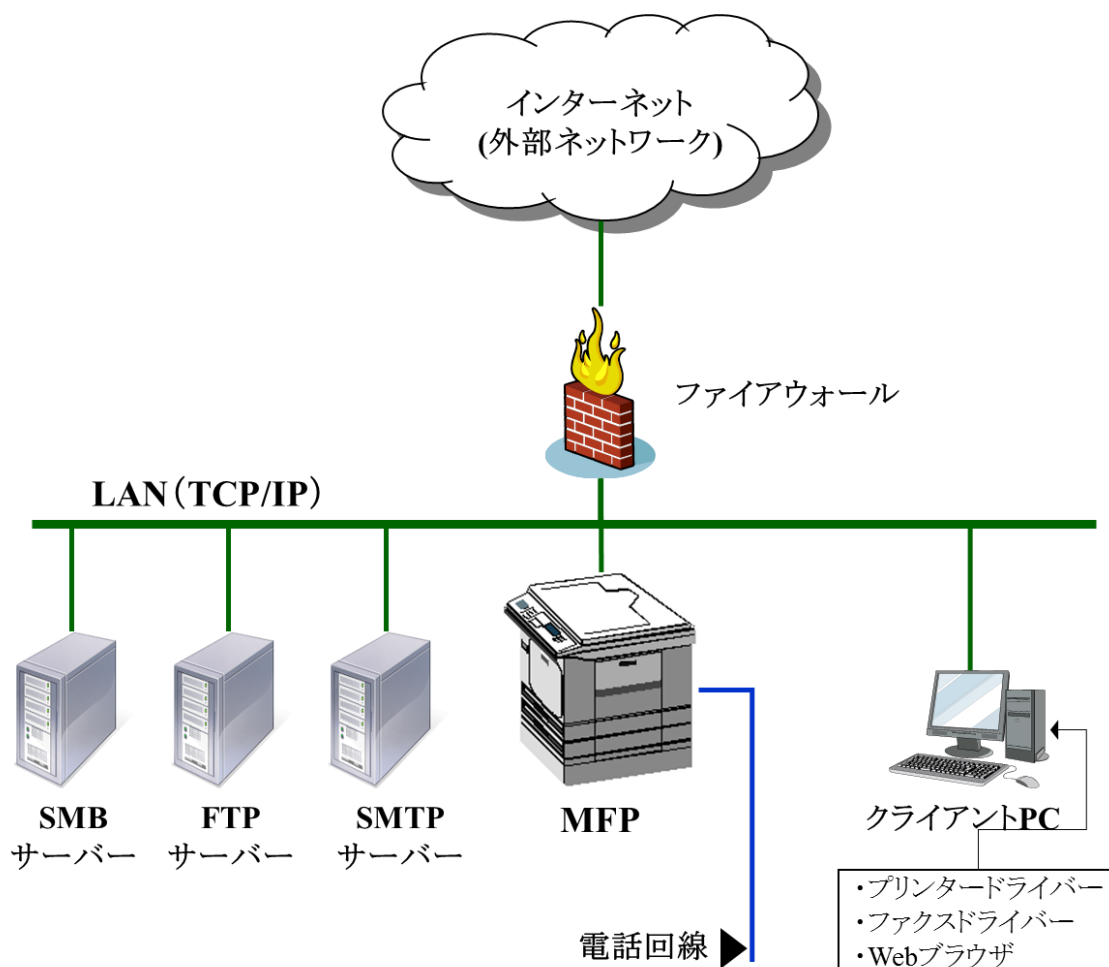 インターネット
(外部ネットワーク)
ファイアウォール
LAN（TCP/IP）
SMB
サーバー
FTP
サーバー
SMTP
サーバー
MFP
クライアントPC
・プリンタードライバー
・ファクスドライバー
・Webブラウザ
電話回線